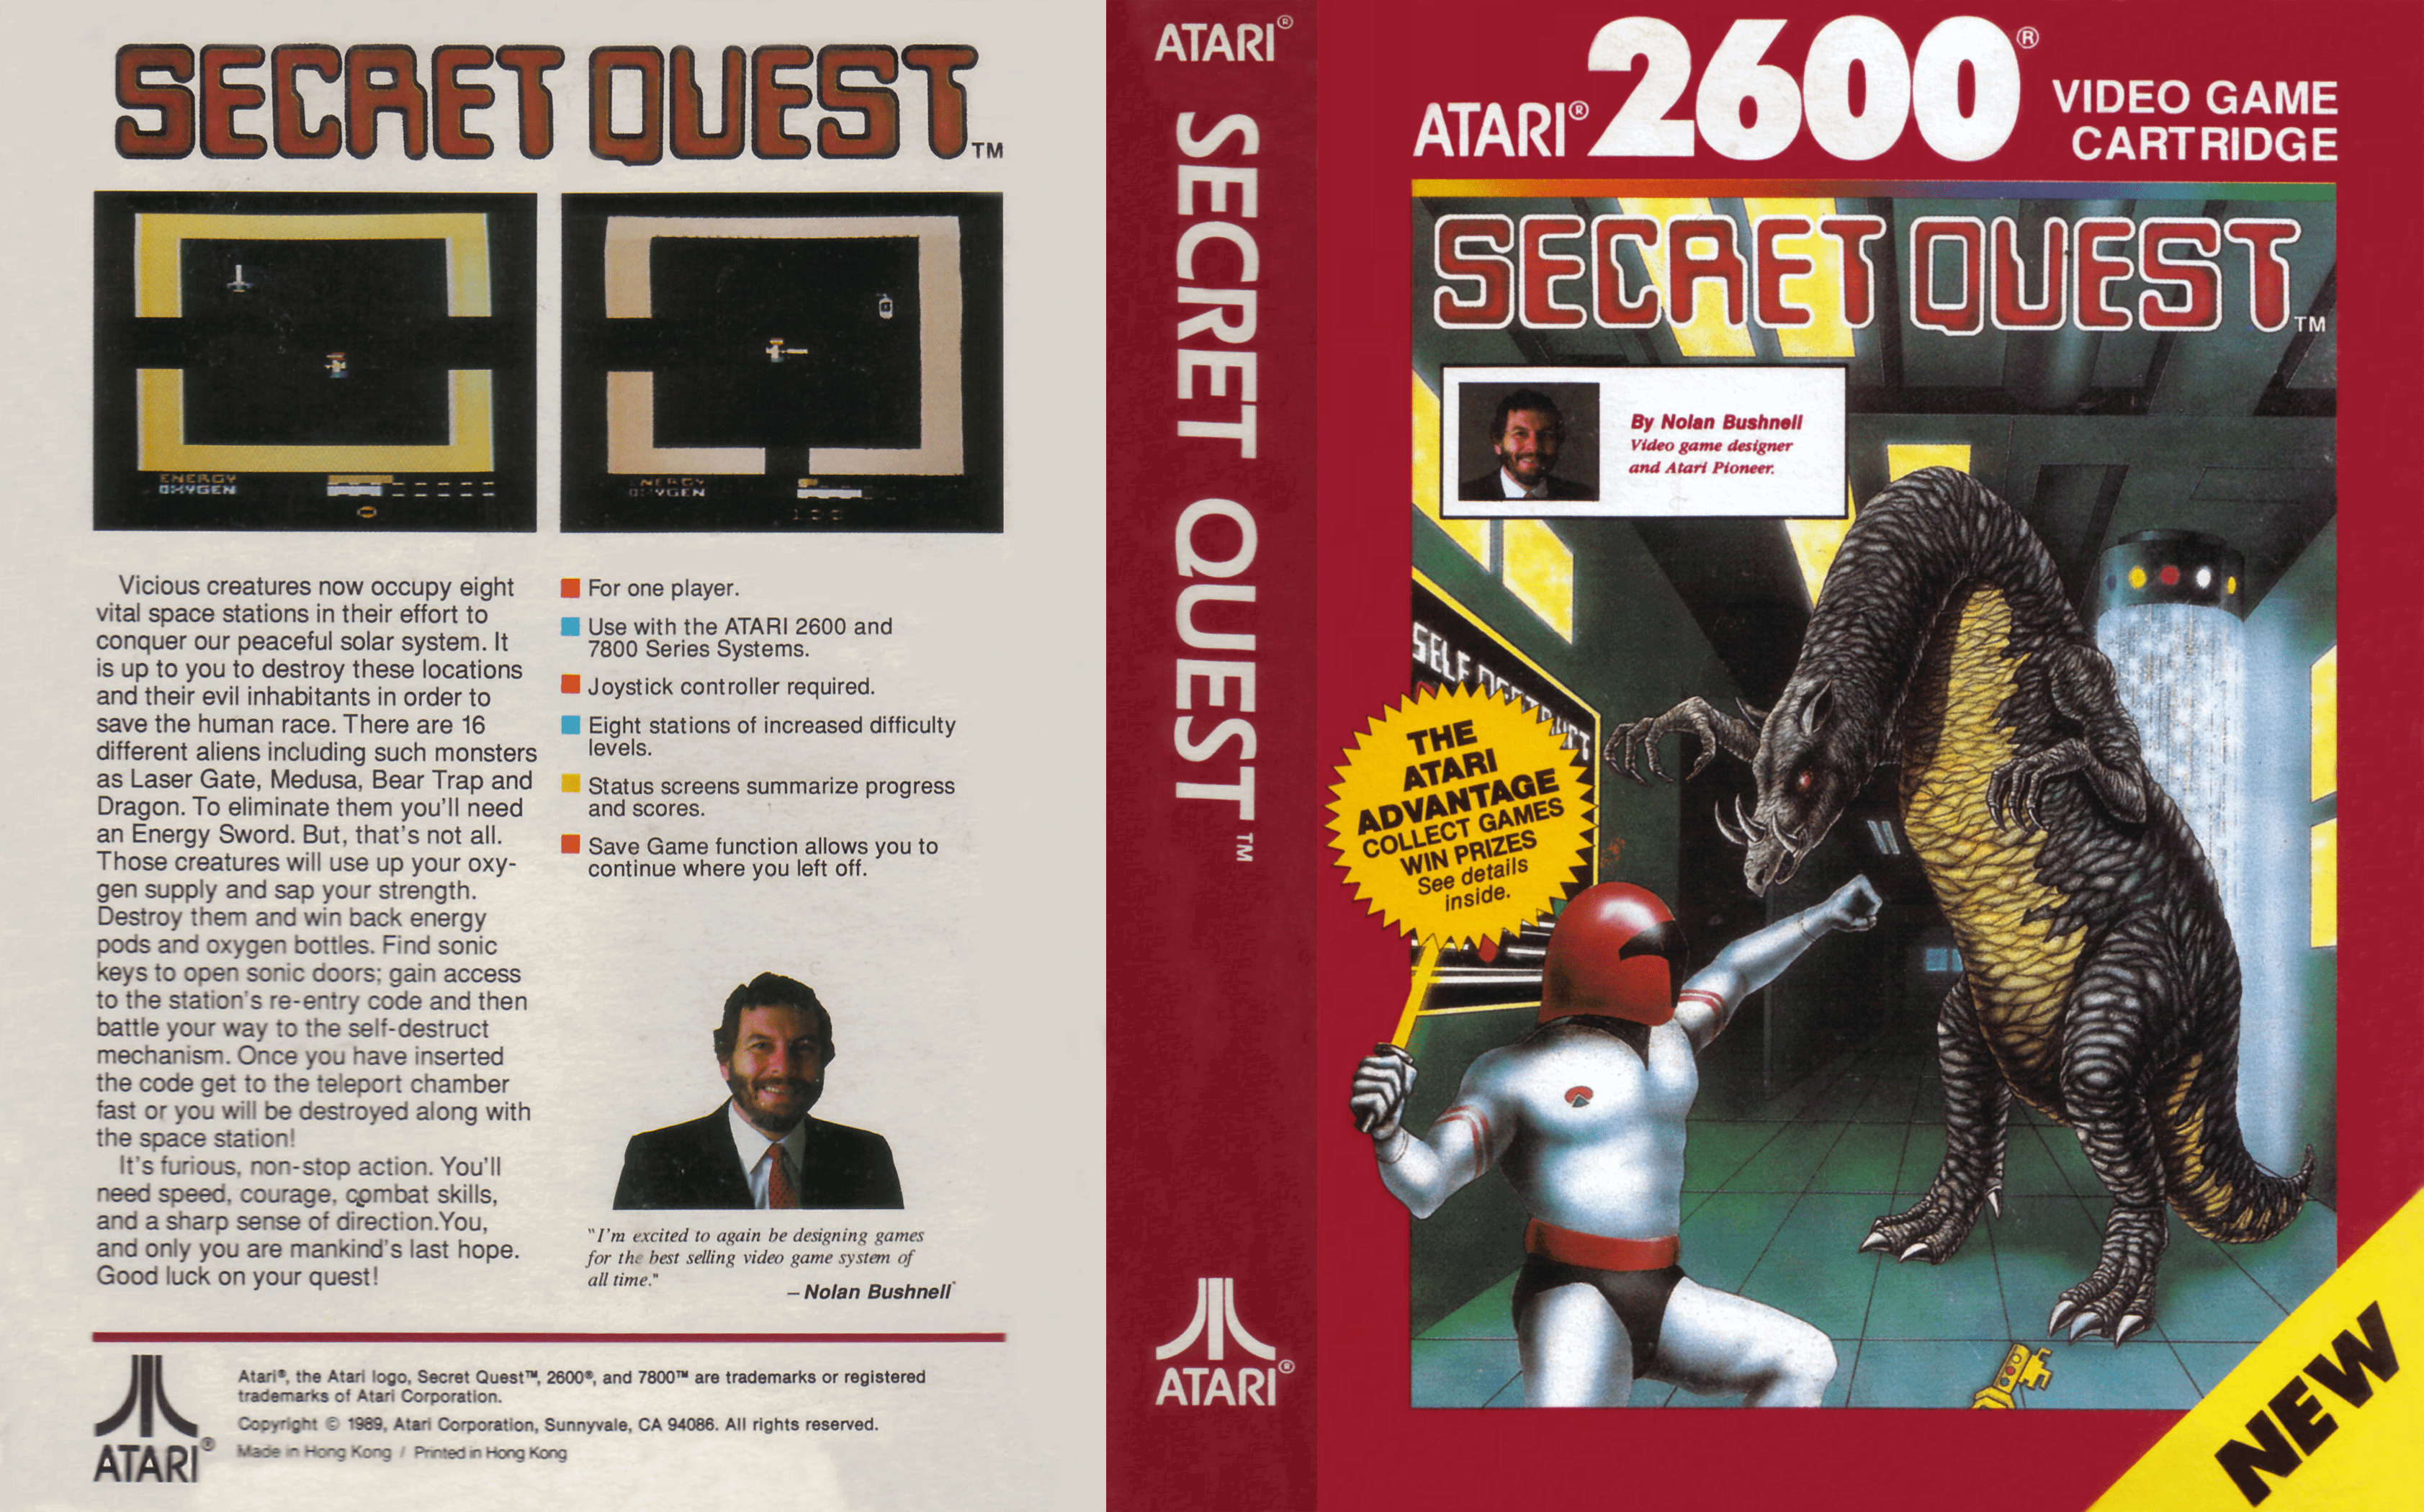 SECRET QUEST™
ENERGY
OXYGEN
ENERGY
OXYGEN
Vicious creatures now occupy eight
vital space stations in their effort to
conquer our peaceful solar system. It
is up to you to destroy these locations
and their evil inhabitants in order to
save the human race. There are 16
different aliens including such monsters
as Laser Gate, Medusa, Bear Trap and
Dragon. To eliminate them you'll need
an Energy Sword. But, that's not all.
Those creatures will use up your oxy-
gen supply and sap your strength.
Destroy them and win back energy
pods and oxygen bottles. Find sonic
keys to open sonic doors; gain access
to the station's re-entry code and then
battle your way to the self-destruct
mechanism. Once you have inserted
the code get to the teleport chamber
fast or you will be destroyed along with
the space station!
It's furious, non-stop action. You'll
need speed, courage, combat skills,
and a sharp sense of direction.You,
and only you are mankind's last hope.
Good luck on your quest!
For one player.
Use with the ATARI 2600 and
7800 Series Systems.
Joystick controller required.
Eight stations of increased difficulty
levels.
Status screens summarize progress
and scores.
Save Game function allows you to
continue where you left off.
"I'm excited to again be designing games
for the best selling video game system of
all time."
– Nolan Bushnell
ATARI®
Atari®, the Atari logo, Secret Quest™, 2600®, and 7800™ are trademarks or registered
trademarks of Atari Corporation.
Copyright © 1989, Atari Corporation, Sunnyvale, CA 94086. All rights reserved.
Made in Hong Kong / Printed in Hong Kong
ATARI®
SECRET QUEST™
ATARI®
ATARI® 2600®
VIDEO GAME
CARTRIDGE
SECRET QUEST™
By Nolan Bushnell
Video game designer
and Atari Pioneer.
SELF DESTRUCT
THE
ATARI
ADVANTAGE
COLLECT GAMES
WIN PRIZES
See details
inside.
NEW